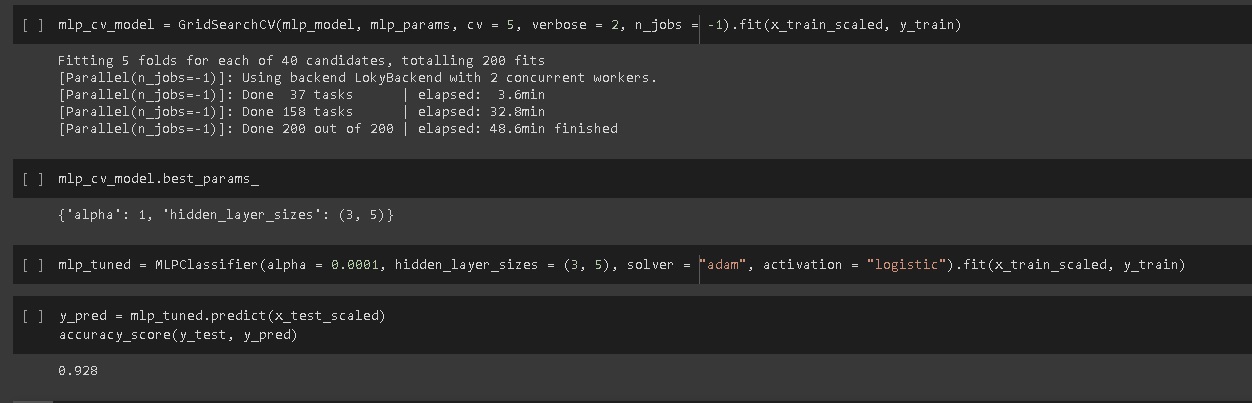 [ ] mlp_cv_model = GridSearchCV(mlp_model, mlp_params, cv = 5, verbose = 2, n_jobs = -1).fit(x_train_scaled, y_train)
Fitting 5 folds for each of 40 candidates, totalling 200 fits
[Parallel(n_jobs=-1)]: Using backend LokyBackend with 2 concurrent workers.
[Parallel(n_jobs=-1)]: Done  37 tasks      | elapsed:  3.6min
[Parallel(n_jobs=-1)]: Done 158 tasks      | elapsed: 32.8min
[Parallel(n_jobs=-1)]: Done 200 out of 200 | elapsed: 48.6min finished
[ ] mlp_cv_model.best_params_
{'alpha': 1, 'hidden_layer_sizes': (3, 5)}
[ ] mlp_tuned = MLPClassifier(alpha = 0.0001, hidden_layer_sizes = (3, 5), solver = "adam", activation = "logistic").fit(x_train_scaled, y_train)
[ ] y_pred = mlp_tuned.predict(x_test_scaled)
accuracy_score(y_test, y_pred)
0.928